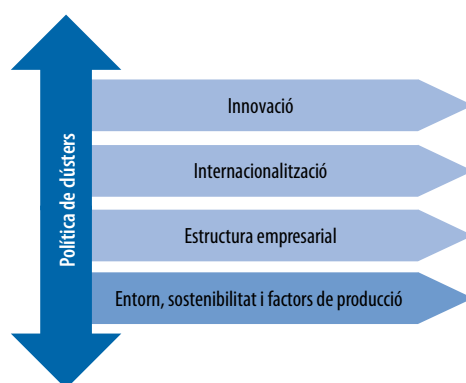 Política de clústers
Innovació
Internacionalització
Estructura empresarial
Entorn, sostenibilitat i factors de producció